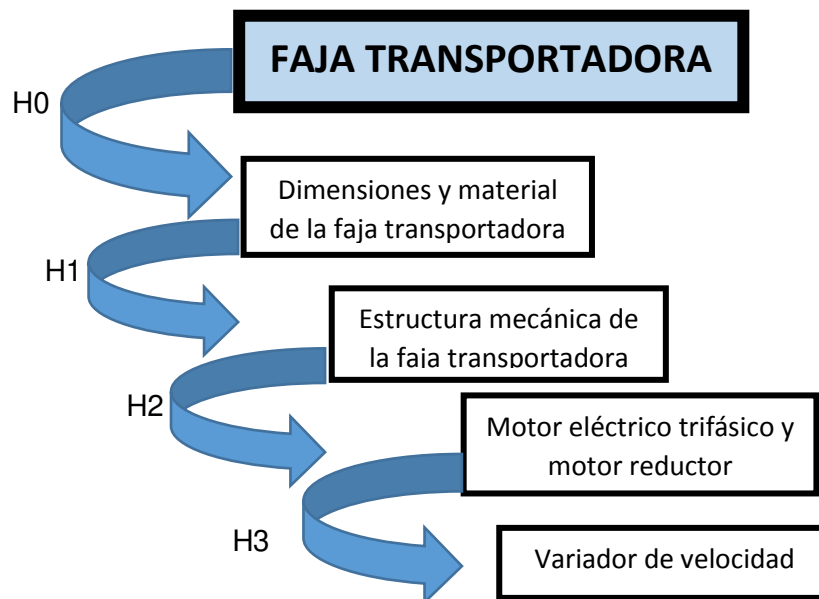 FAJA TRANSPORTADORA
H0
Dimensiones y material
de la faja transportadora
H1
Estructura mecánica de
la faja transportadora
H2
Motor eléctrico trifásico y
motor reductor
H3
Variador de velocidad